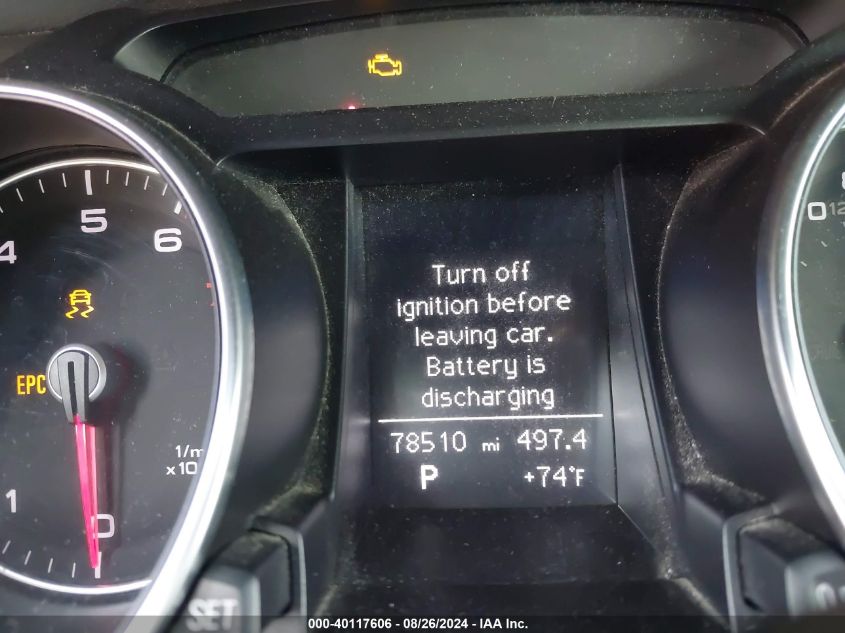 4
5
6
EPC
1/m
x10
1
0
SET
Turn off
ignition before
leaving car.
Battery is
discharging
78510 mi 497.4
P +74°F
0
000-40117606 - 08/26/2024 - IAA Inc.